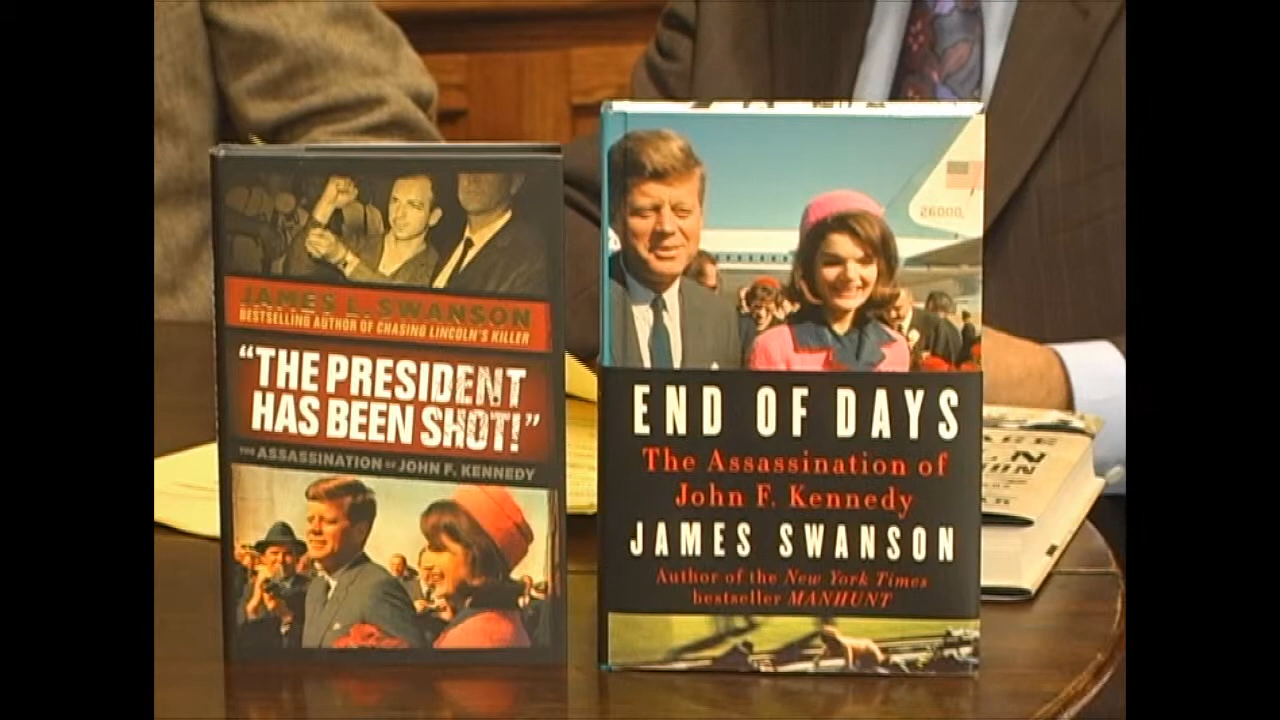 JAMES L. SWANSON
BESTSELLING AUTHOR OF CHASING LINCOLN'S KILLER
"THE PRESIDENT
HAS BEEN SHOT!"
THE ASSASSINATION OF JOHN F. KENNEDY
26000
END OF DAYS
The Assassination of
John F. Kennedy
JAMES SWANSON
Author of the New York Times
bestseller MANHUNT